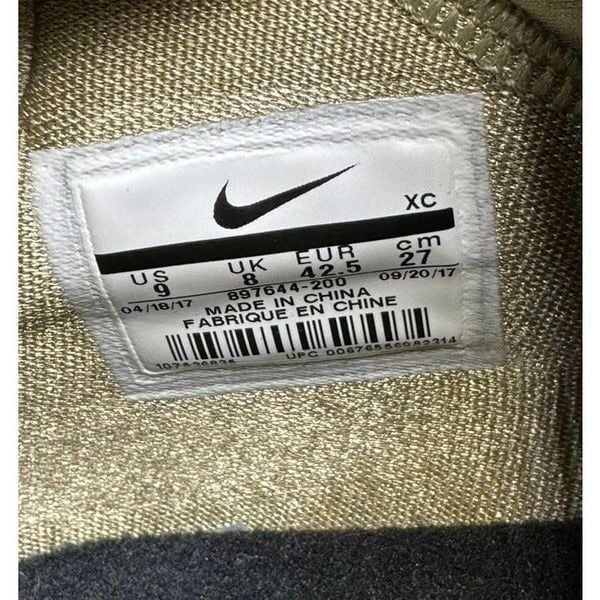 XC
US UK EUR cm
9 8 42.5 27
04/18/17 09/20/17
897644-200
MADE IN CHINA
FABRIQUE EN CHINE
UPC